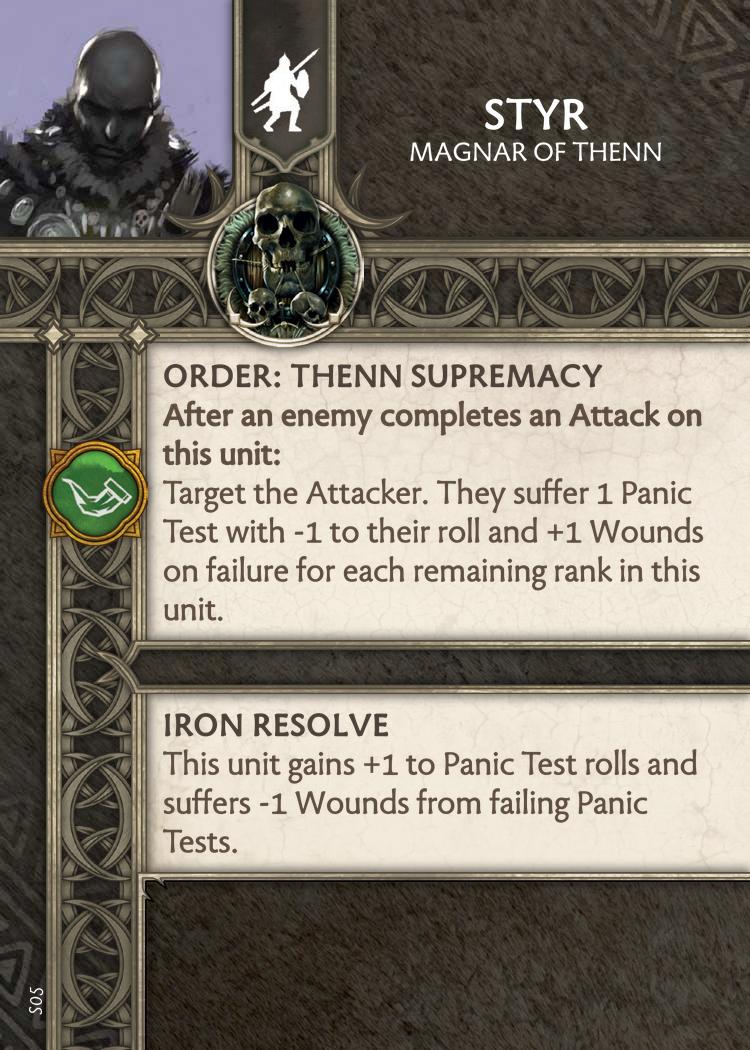 STYR
MAGNAR OF THENN
ORDER: THENN SUPREMACY
After an enemy completes an Attack on
this unit:
Target the Attacker. They suffer 1 Panic
Test with -1 to their roll and +1 Wounds
on failure for each remaining rank in this
unit.
IRON RESOLVE
This unit gains +1 to Panic Test rolls and
suffers -1 Wounds from failing Panic
Tests.
S05